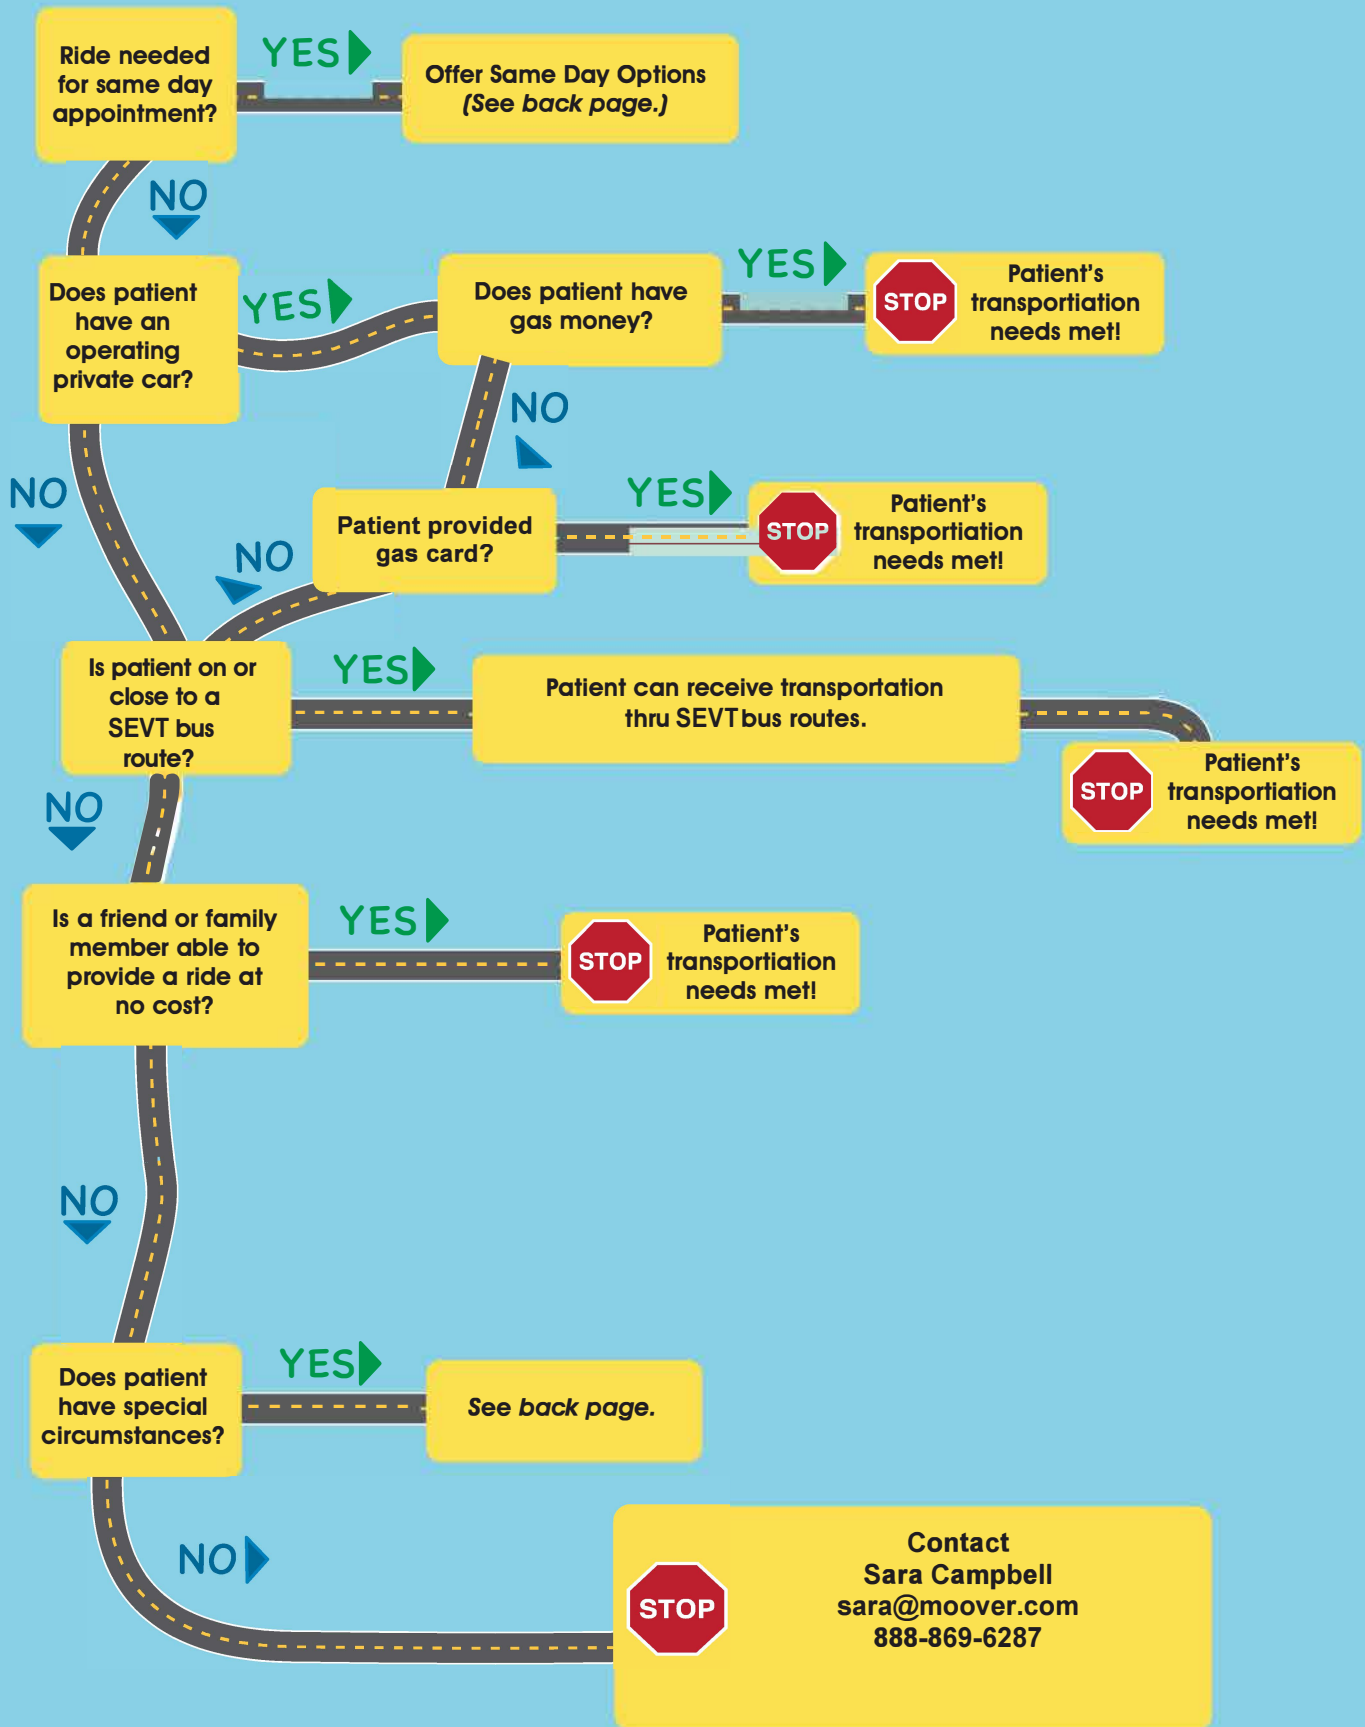 Ride needed
for same day
appointment?
YES
Offer Same Day Options
(See back page.)
NO
Does patient
have an
operating
private car?
YES
Does patient have
gas money?
YES
STOP
Patient's
transportiation
needs met!
NO
NO
Patient provided
gas card?
YES
STOP
Patient's
transportiation
needs met!
NO
Is patient on or
close to a
SEVT bus
route?
YES
Patient can receive transportation
thru SEVT bus routes.
STOP
Patient's
transportiation
needs met!
NO
Is a friend or family
member able to
provide a ride at
no cost?
YES
STOP
Patient's
transportiation
needs met!
NO
Does patient
have special
circumstances?
YES
See back page.
NO
STOP
Contact
Sara Campbell
sara@moover.com
888-869-6287